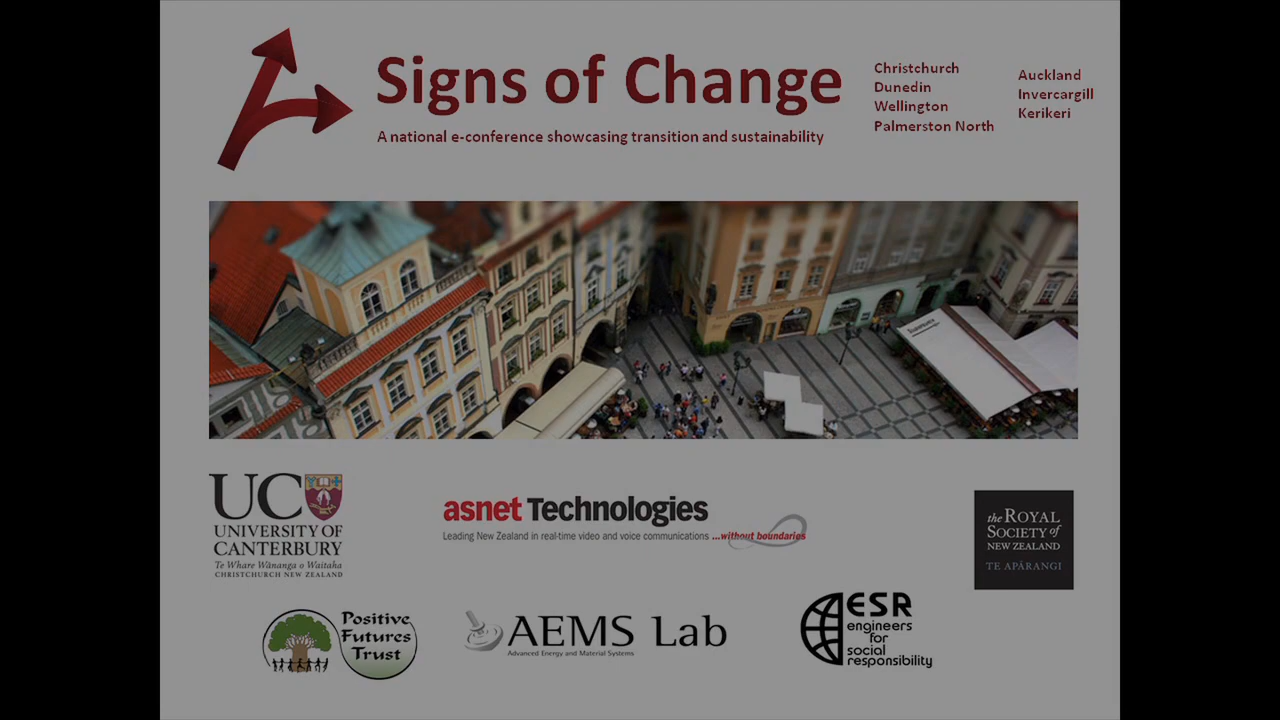 Signs of Change
A national e-conference showcasing transition and sustainability
Christchurch
Dunedin
Wellington
Palmerston North
Auckland
Invercargill
Kerikeri
UC
UNIVERSITY OF
CANTERBURY
Te Whare Wānanga o Waitaha
CHRISTCHURCH NEW ZEALAND
asnet Technologies
Leading New Zealand in real-time video and voice communications ...without boundaries
the ROYAL
SOCIETY of
NEW ZEALAND
TE APĀRANGI
Positive
Futures
Trust
AEMS Lab
Advanced Energy and Material Systems
ESR
engineers
for
social
responsibility